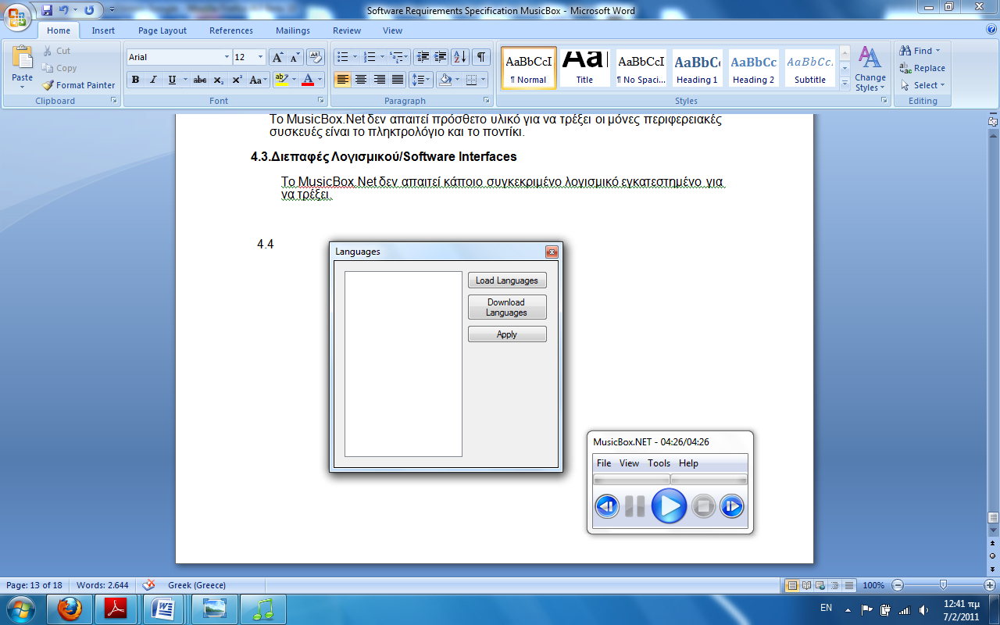 Software Requirements Specification MusicBox - Microsoft Word
Home Insert Page Layout References Mailings Review View
Paste
Cut
Copy
Format Painter
Clipboard
Arial 12
B I U abc x₂ x² Aa
Font
Paragraph
AaBbCcI AaBbCcI AaBbCc AaBbCc AaBbCc.
¶ Normal Title ¶ No Spaci... Heading 1 Heading 2 Subtitle
Styles
Change Styles
Find
Replace
Select
Editing
Το MusicBox.Net δεν απαιτεί πρόσθετο υλικό για να τρέξει οι μόνες περιφερειακές
συσκευές είναι το πληκτρολόγιο και το ποντίκι.
4.3.Διεπαφές Λογισμικού/Software Interfaces
Το MusicBox.Net δεν απαιτεί κάποιο συγκεκριμένο λογισμικό εγκατεστημένο για
να τρέξει.
4.4
Languages
Load Languages
Download
Languages
Apply
MusicBox.NET - 04:26/04:26
File View Tools Help
Page: 13 of 18 Words: 2.644 Greek (Greece) 100%
EN 12:41 πμ
7/2/2011